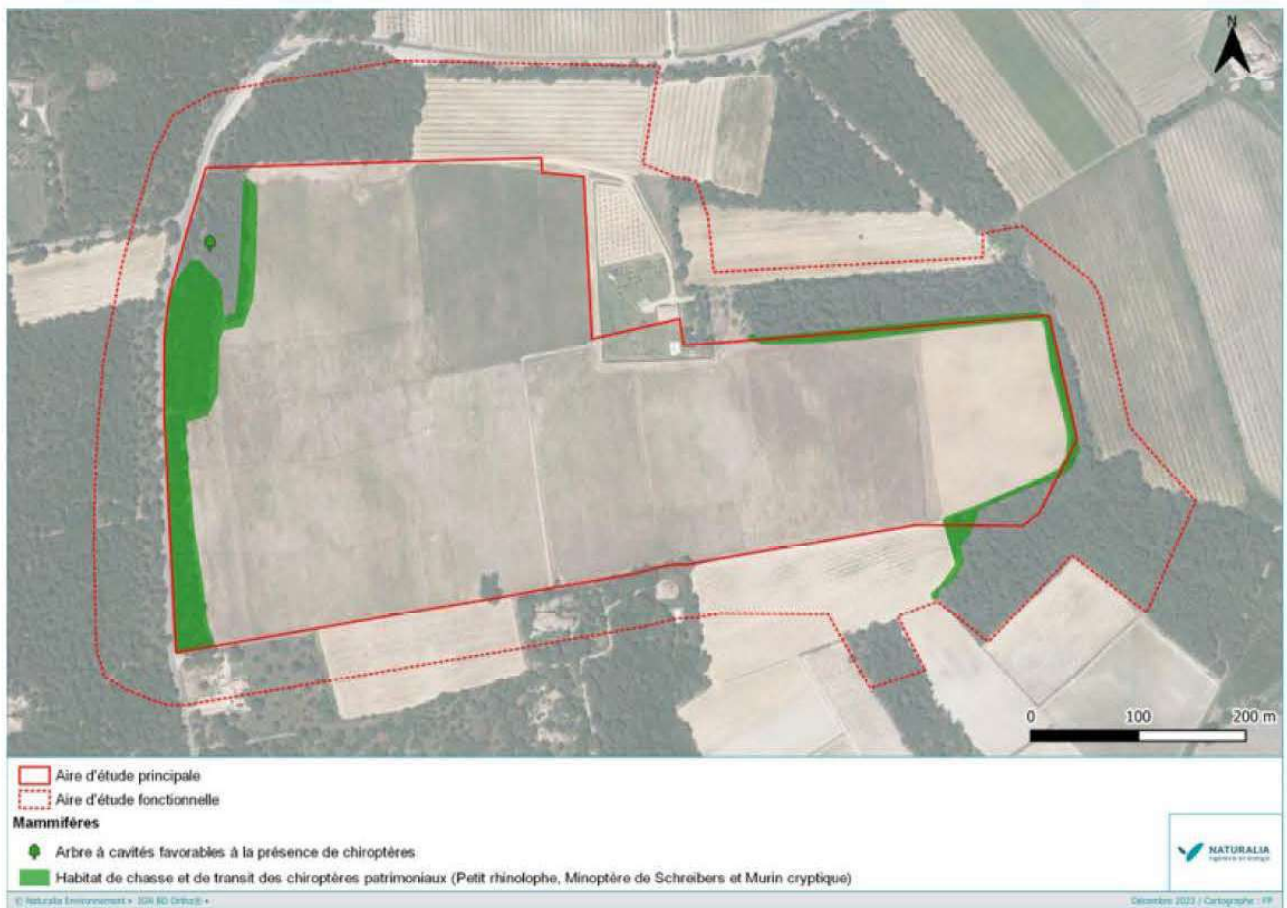 N
0 100 200 m
Aire d'étude principale
Aire d'étude fonctionnelle
Mammifères
Arbre à cavités favorables à la présence de chiroptères
Habitat de chasse et de transit des chiroptères patrimoniaux (Petit rhinolophe, Minoptère de Schreibers et Murin cryptique)
NATURALIA
© Naturalia Environnement • IGN BD Ortho® •
Décembre 2023 / Cartographe : FP